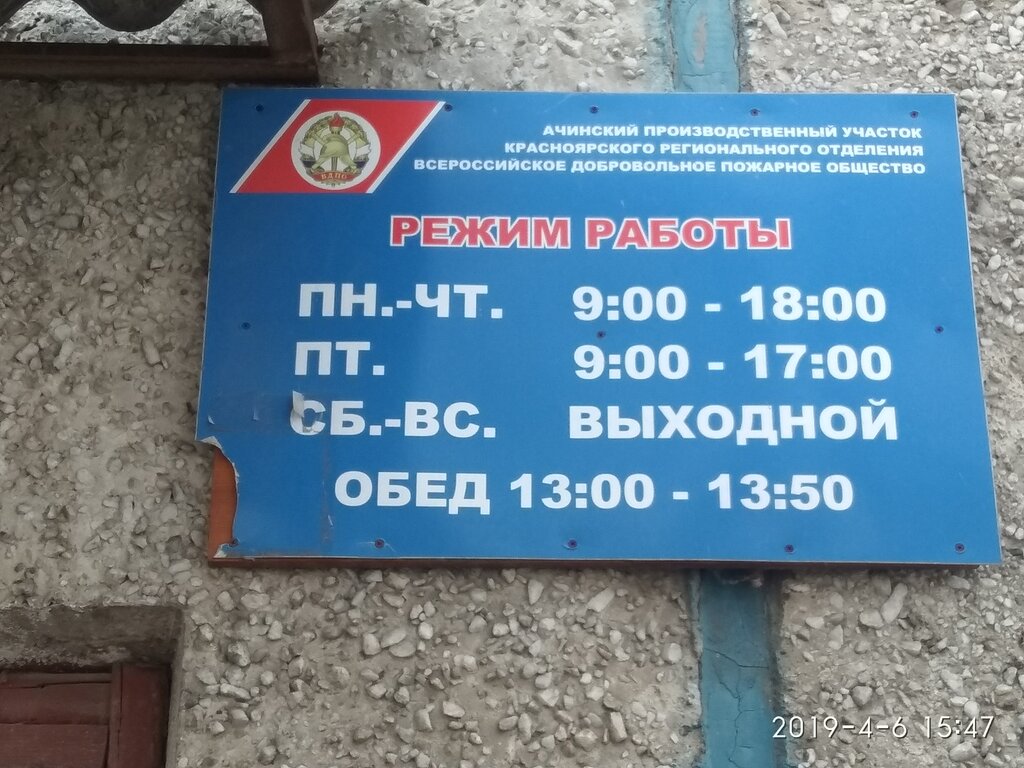 АЧИНСКИЙ ПРОИЗВОДСТВЕННЫЙ УЧАСТОК
КРАСНОЯРСКОГО РЕГИОНАЛЬНОГО ОТДЕЛЕНИЯ
ВСЕРОССИЙСКОЕ ДОБРОВОЛЬНОЕ ПОЖАРНОЕ ОБЩЕСТВО
ВДПО
РЕЖИМ РАБОТЫ
ПН.-ЧТ. 9:00 - 18:00
ПТ. 9:00 - 17:00
СБ.-ВС. ВЫХОДНОЙ
ОБЕД 13:00 - 13:50
2019-4-6 15:47